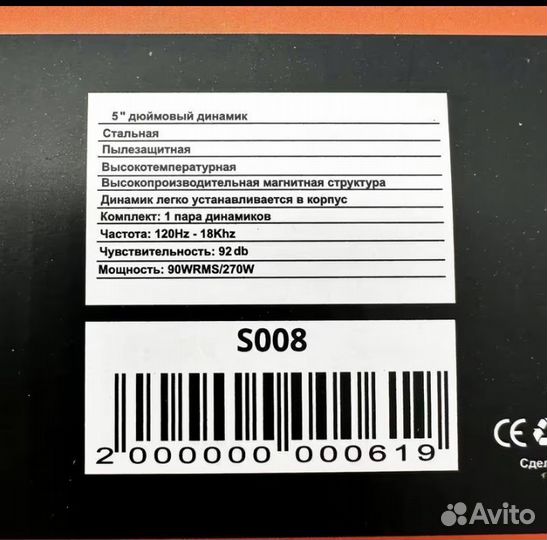 5" дюймовый динамик
Стальная
Пылезащитная
Высокотемпературная
Высокопроизводительная магнитная структура
Динамик легко устанавливается в корпус
Комплект: 1 пара динамиков
Частота: 120Hz - 18Khz
Чувствительность: 92 db
Мощность: 90WRMS/270W
S008
2 000000 000619
CE
Сде
Avito